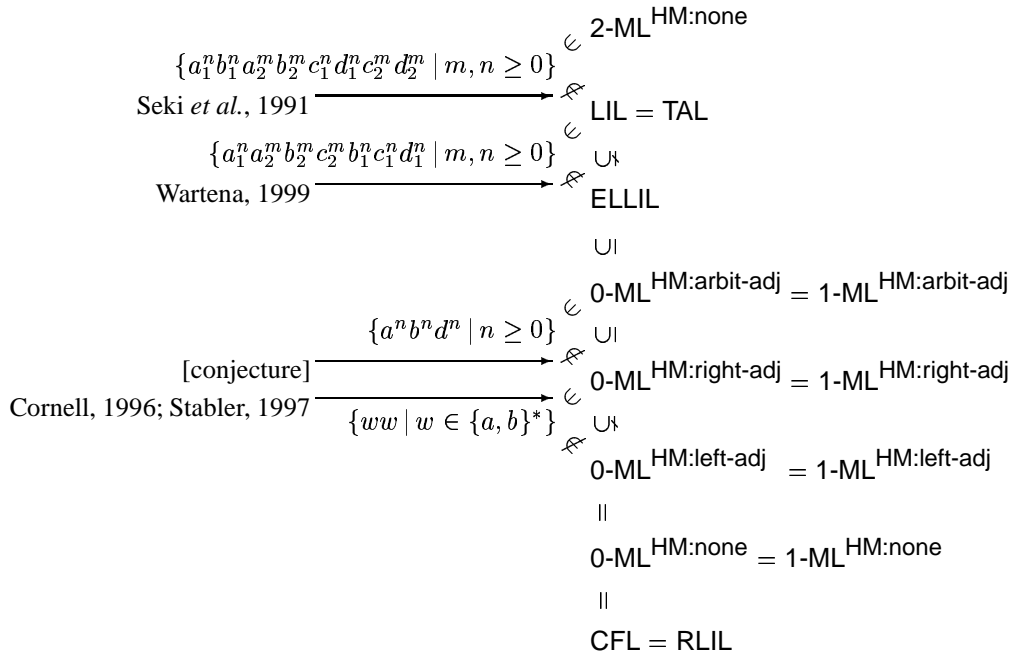 2-ML^HM:none
∈
{a_1^n b_1^n a_2^m b_2^m c_1^n d_1^n c_2^m d_2^m | m, n ≥ 0}
Seki et al., 1991 ∉
LIL = TAL
∈
{a_1^n a_2^m b_2^m c_2^m b_1^n c_1^n d_1^n | m, n ≥ 0} ∪∤
Wartena, 1999 ∉
ELLIL
∪|
0-ML^HM:arbit-adj = 1-ML^HM:arbit-adj
∈
{a^n b^n d^n | n ≥ 0} ∪|
[conjecture] ∉
0-ML^HM:right-adj = 1-ML^HM:right-adj
Cornell, 1996; Stabler, 1997 ∈
{ww | w ∈ {a, b}*} ∪∤
∉
0-ML^HM:left-adj = 1-ML^HM:left-adj
||
0-ML^HM:none = 1-ML^HM:none
||
CFL = RLIL